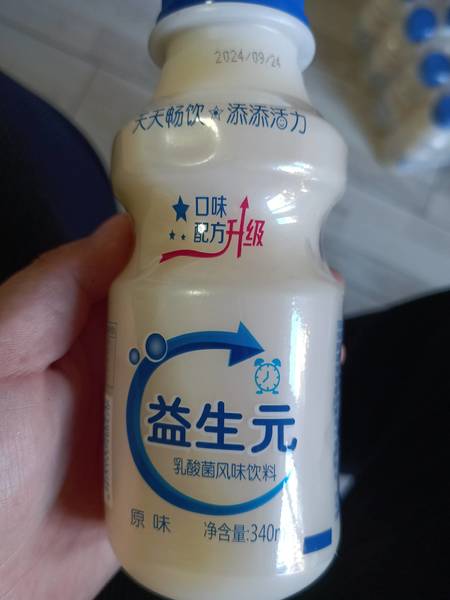 2024/09/24
天天畅饮★添添活力
口味
配方升级
益生元
乳酸菌风味饮料
原味 净含量:340m